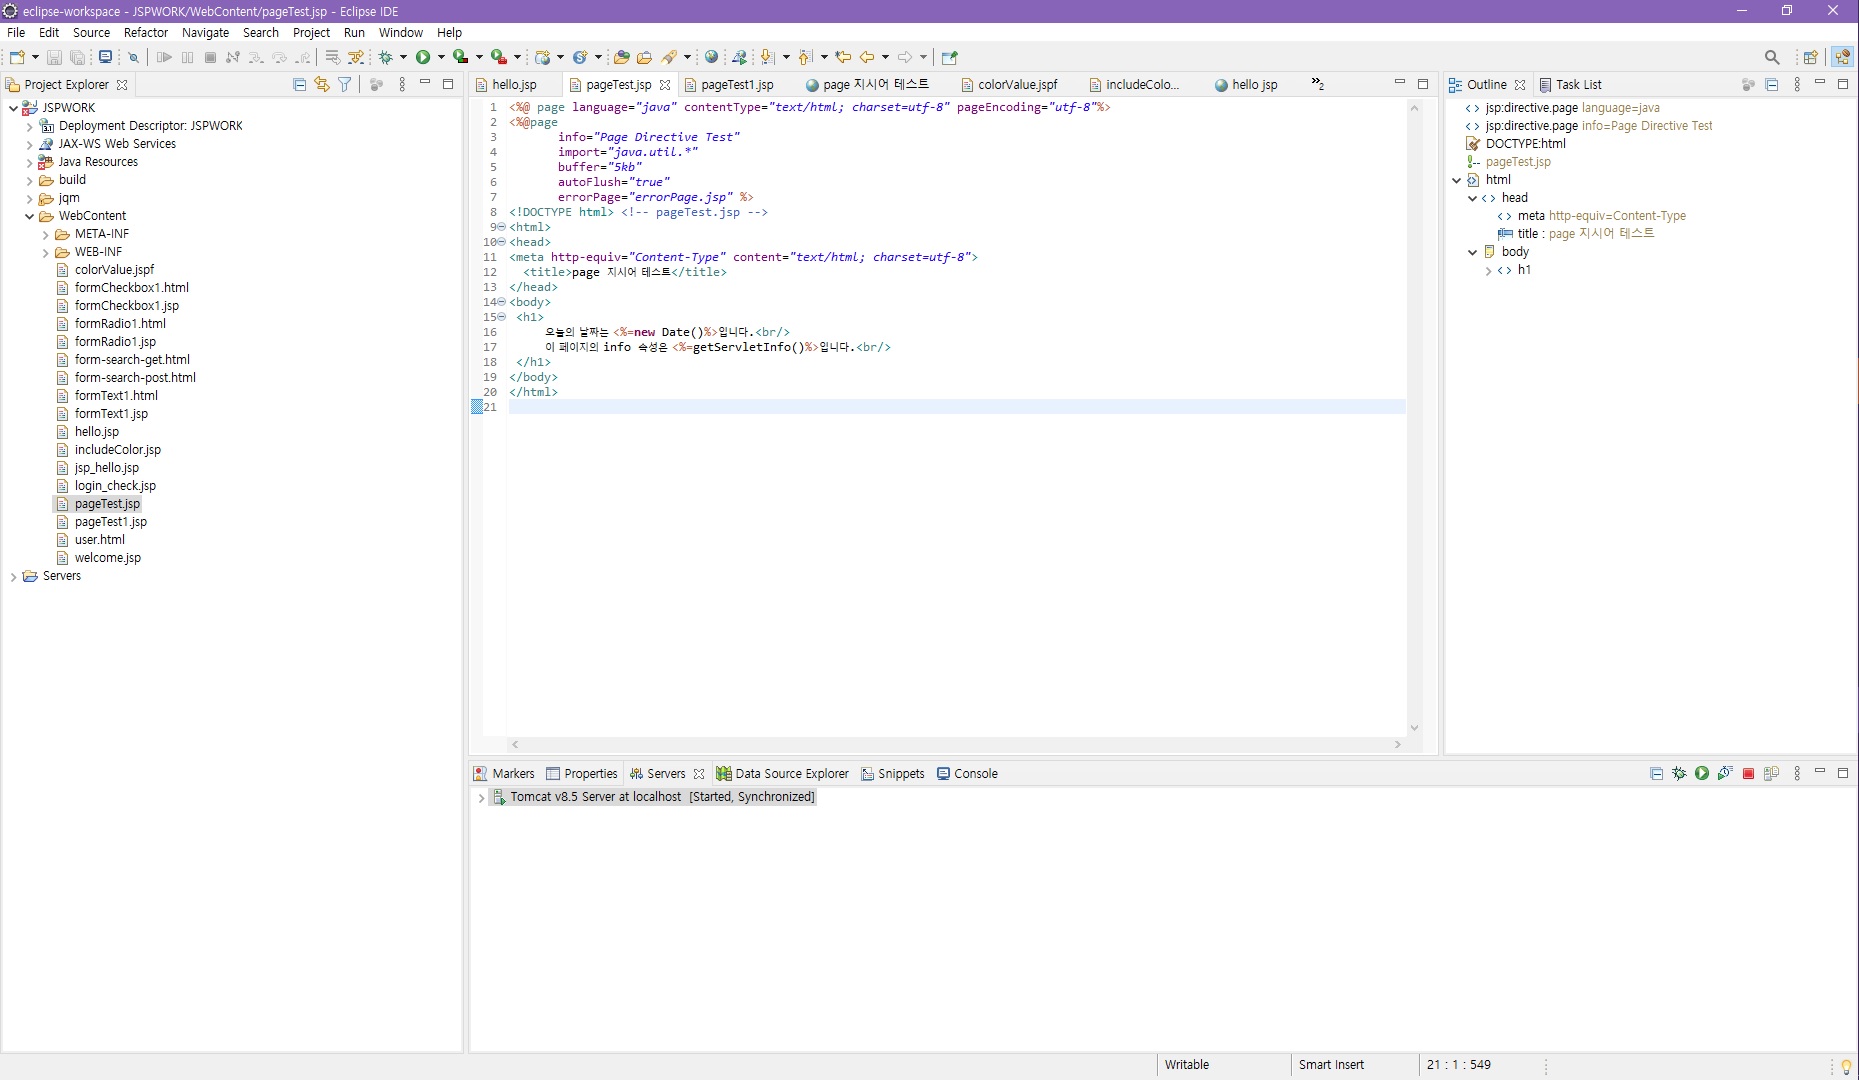 eclipse-workspace - JSPWORK/WebContent/pageTest.jsp - Eclipse IDE
File Edit Source Refactor Navigate Search Project Run Window Help
Project Explorer
JSPWORK
Deployment Descriptor: JSPWORK
JAX-WS Web Services
Java Resources
build
jqm
WebContent
META-INF
WEB-INF
colorValue.jspf
formCheckbox1.html
formCheckbox1.jsp
formRadio1.html
formRadio1.jsp
form-search-get.html
form-search-post.html
formText1.html
formText1.jsp
hello.jsp
includeColor.jsp
jsp_hello.jsp
login_check.jsp
pageTest.jsp
pageTest1.jsp
user.html
welcome.jsp
Servers
hello.jsp pageTest.jsp pageTest1.jsp page 지시어 테스트 colorValue.jspf includeColo... hello jsp »2
1 <%@ page language="java" contentType="text/html; charset=utf-8" pageEncoding="utf-8"%>
2 <%@page
3 info="Page Directive Test"
4 import="java.util.*"
5 buffer="5kb"
6 autoFlush="true"
7 errorPage="errorPage.jsp" %>
8 <!DOCTYPE html> <!-- pageTest.jsp -->
9 <html>
10 <head>
11 <meta http-equiv="Content-Type" content="text/html; charset=utf-8">
12 <title>page 지시어 테스트</title>
13 </head>
14 <body>
15 <h1>
16 오늘의 날짜는 <%=new Date()%>입니다.<br/>
17 이 페이지의 info 속성은 <%=getServletInfo()%>입니다.<br/>
18 </h1>
19 </body>
20 </html>
21
Outline Task List
jsp:directive.page language=java
jsp:directive.page info=Page Directive Test
DOCTYPE:html
pageTest.jsp
html
head
meta http-equiv=Content-Type
title : page 지시어 테스트
body
h1
Markers Properties Servers Data Source Explorer Snippets Console
Tomcat v8.5 Server at localhost [Started, Synchronized]
Writable Smart Insert 21 : 1 : 549